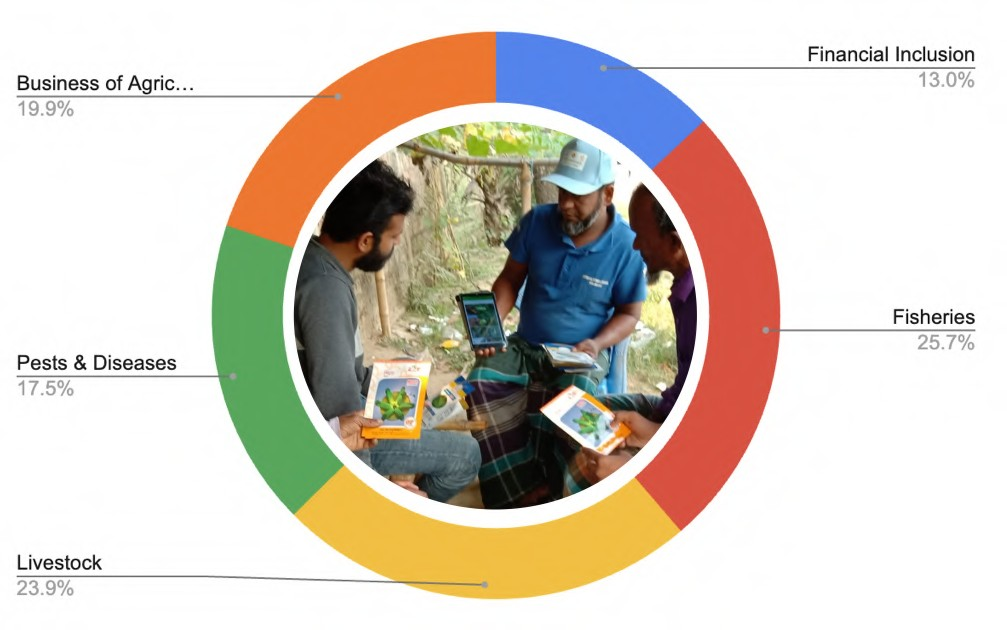 Financial Inclusion
13.0%
Business of Agric…
19.9%
Fisheries
25.7%
Pests & Diseases
17.5%
Livestock
23.9%